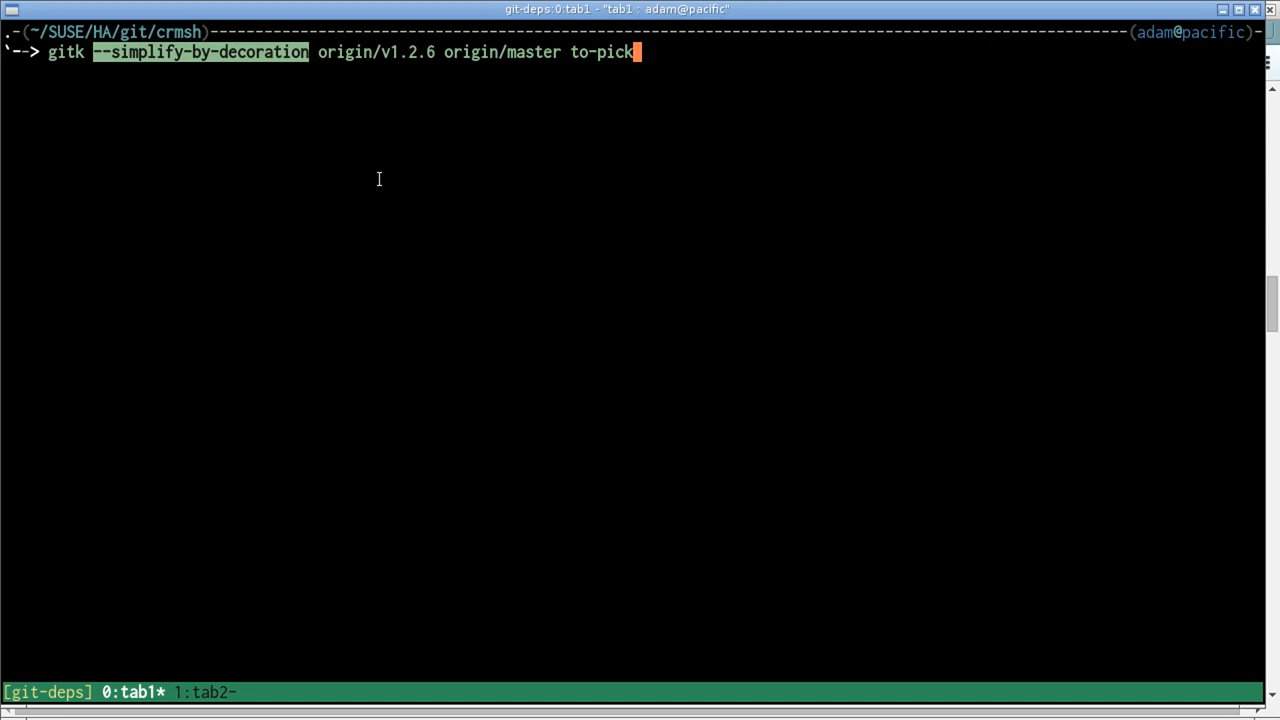 git-deps:0:tab1 - "tab1 : adam@pacific"
.-(~/SUSE/HA/git/crmsh)------------------------------------------------------------------------------------------------------(adam@pacific)-
`--> gitk --simplify-by-decoration origin/v1.2.6 origin/master to-pick
[git-deps] 0:tab1* 1:tab2-